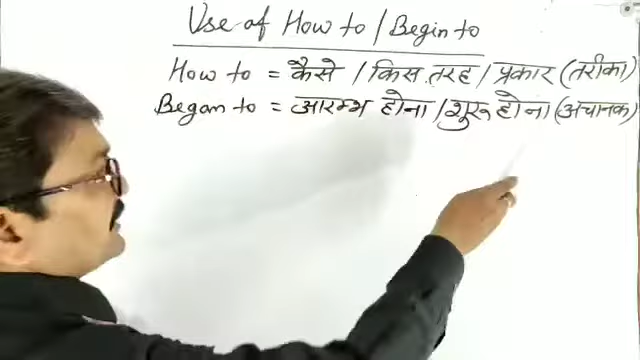 Use of How to / Begin to
How to = कैसे / किस तरह / प्रकार (तरीका)
Began to = आरम्भ होना / शुरू होना (अचानक)